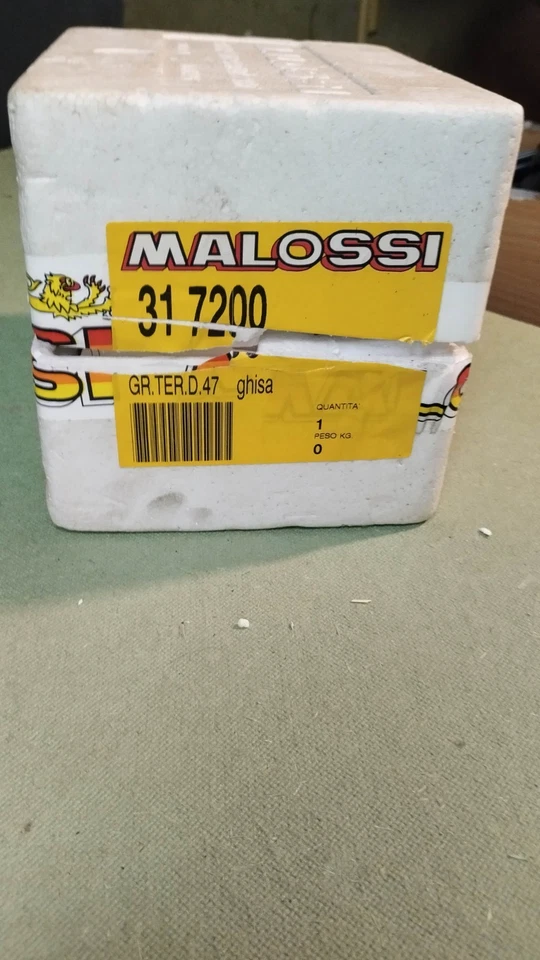 MALOSSI
31 7200
GR.TER.D.47 ghisa
QUANTITA'
1
PESO KG.
0